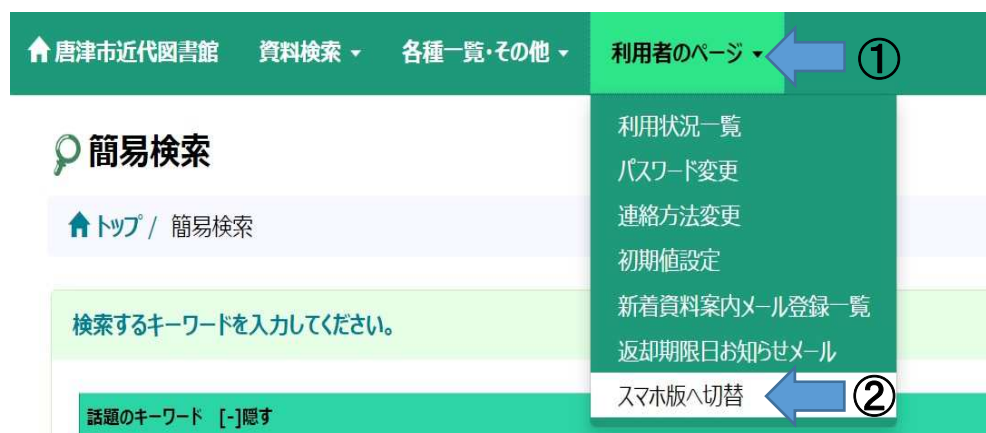 唐津市近代図書館 資料検索 ▾ 各種一覧・その他 ▾ 利用者のページ ▾ ①
簡易検索
トップ / 簡易検索
検索するキーワードを入力してください。
話題のキーワード [-]隠す
利用状況一覧
パスワード変更
連絡方法変更
初期値設定
新着資料案内メール登録一覧
返却期限日お知らせメール
スマホ版へ切替 ②